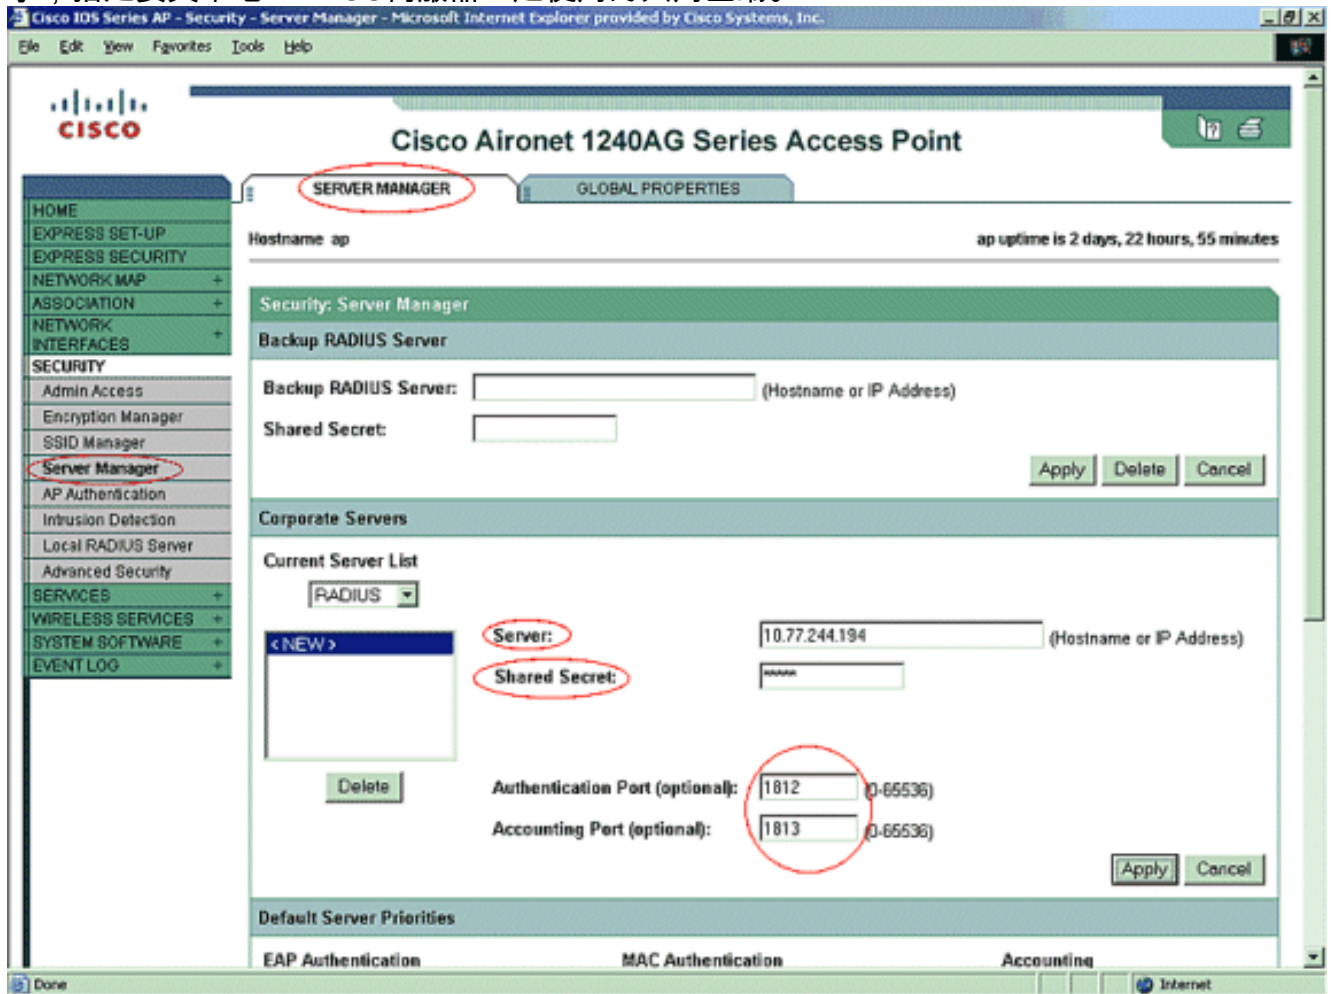 Cisco IOS Series AP - Security - Server Manager - Microsoft Internet Explorer provided by Cisco Systems, Inc.
File Edit View Favorites Tools Help
CISCO
Cisco Aironet 1240AG Series Access Point
SERVER MANAGER
GLOBAL PROPERTIES
HOME
EXPRESS SET-UP
EXPRESS SECURITY
NETWORK MAP +
ASSOCIATION +
NETWORK
INTERFACES +
SECURITY
Admin Access
Encryption Manager
SSID Manager
Server Manager
AP Authentication
Intrusion Detection
Local RADIUS Server
Advanced Security
SERVICES +
WIRELESS SERVICES +
SYSTEM SOFTWARE +
EVENT LOG +
Hostname ap
ap uptime is 2 days, 22 hours, 55 minutes
Security: Server Manager
Backup RADIUS Server
Backup RADIUS Server: (Hostname or IP Address)
Shared Secret:
Apply Delete Cancel
Corporate Servers
Current Server List
RADIUS
< NEW >
Delete
Server: 10.77.244.194 (Hostname or IP Address)
Shared Secret: *****
Authentication Port (optional): 1812 (0-65536)
Accounting Port (optional): 1813 (0-65536)
Apply Cancel
Default Server Priorities
EAP Authentication MAC Authentication Accounting
Done Internet